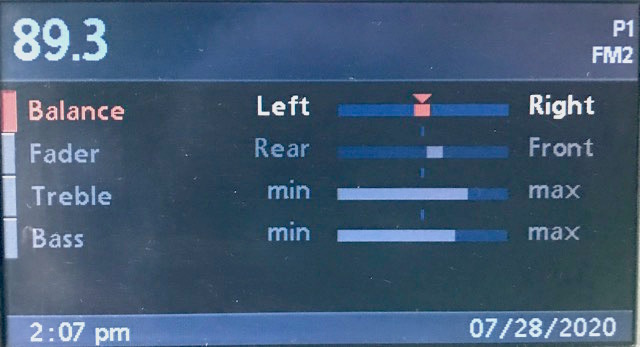 89.3
P1
FM2
Balance Left Right
Fader Rear Front
Treble min max
Bass min max
2:07 pm 07/28/2020